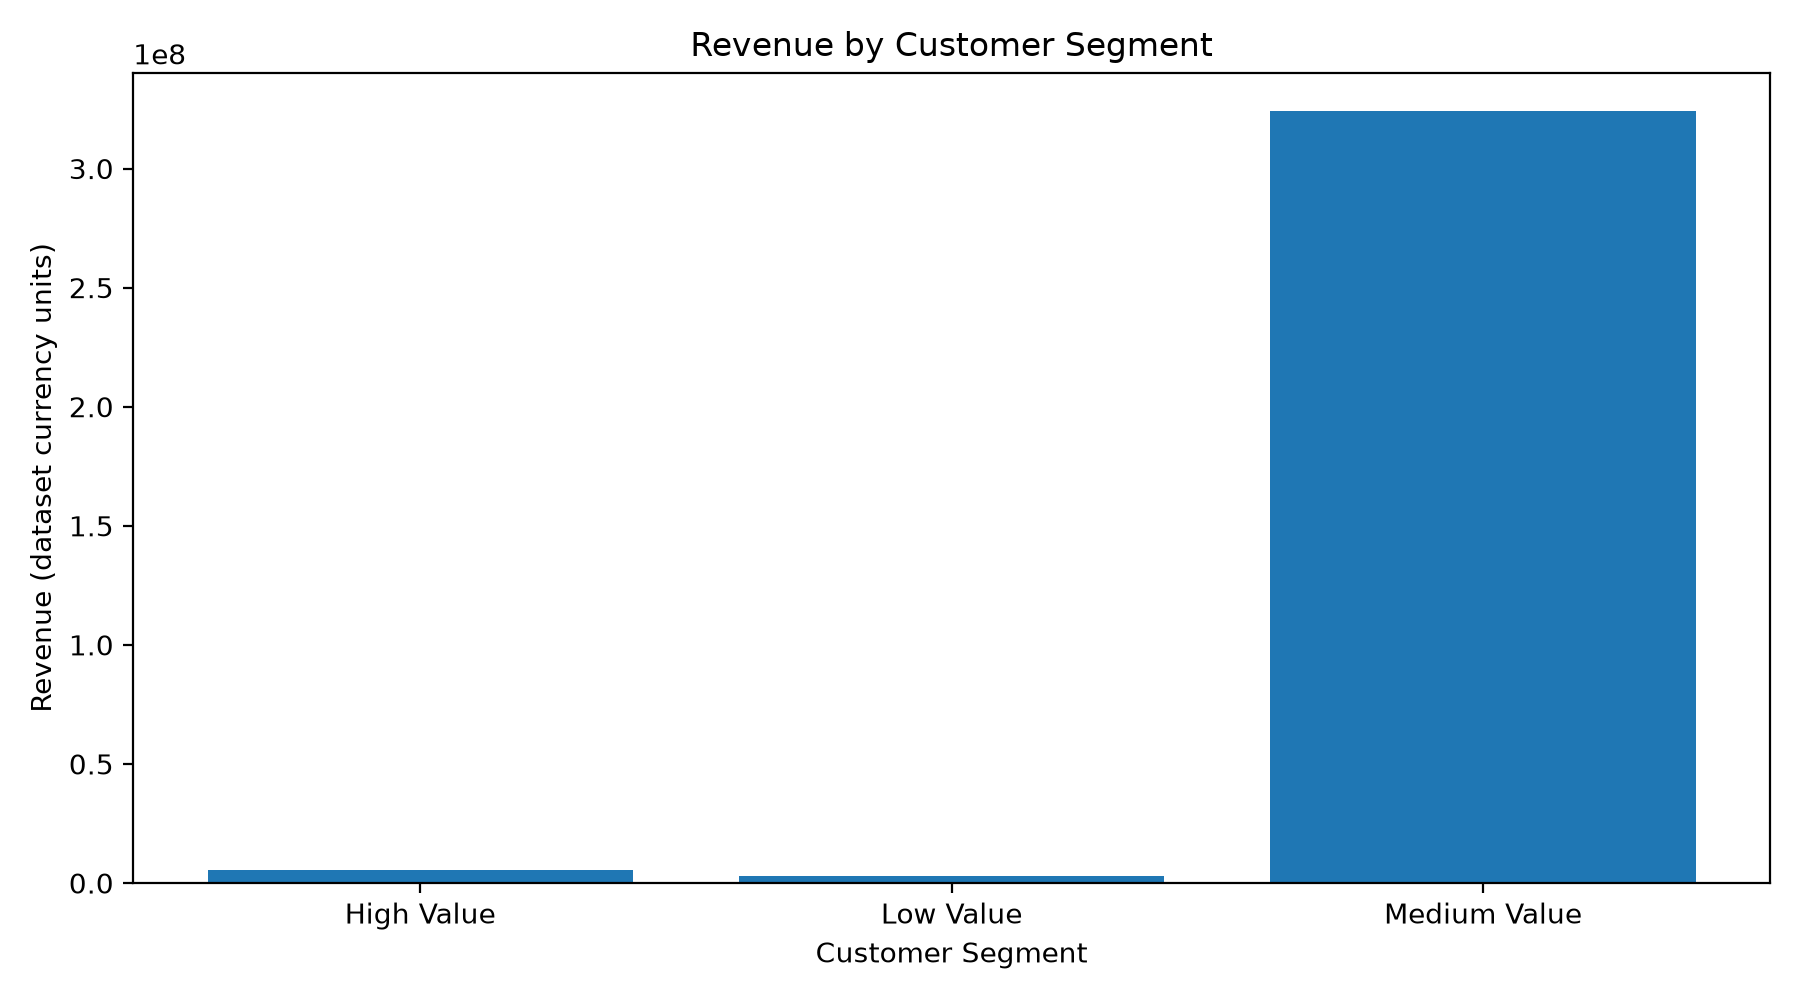 Revenue by Customer Segment
1e8
3.0
2.5
2.0
1.5
1.0
0.5
0.0
Revenue (dataset currency units)
High Value
Low Value
Medium Value
Customer Segment